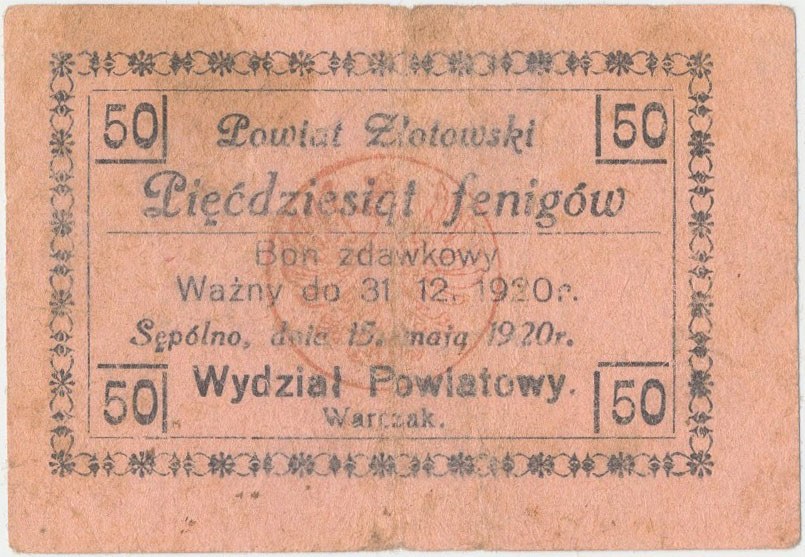 50 Powiat Złotowski 50
Pięćdziesiąt fenigów
Bon zdawkowy
Ważny do 31 12. 1920r.
Sępólno, dnia 15. maja 1920r.
50 Wydział Powiatowy. 50
Warczak.